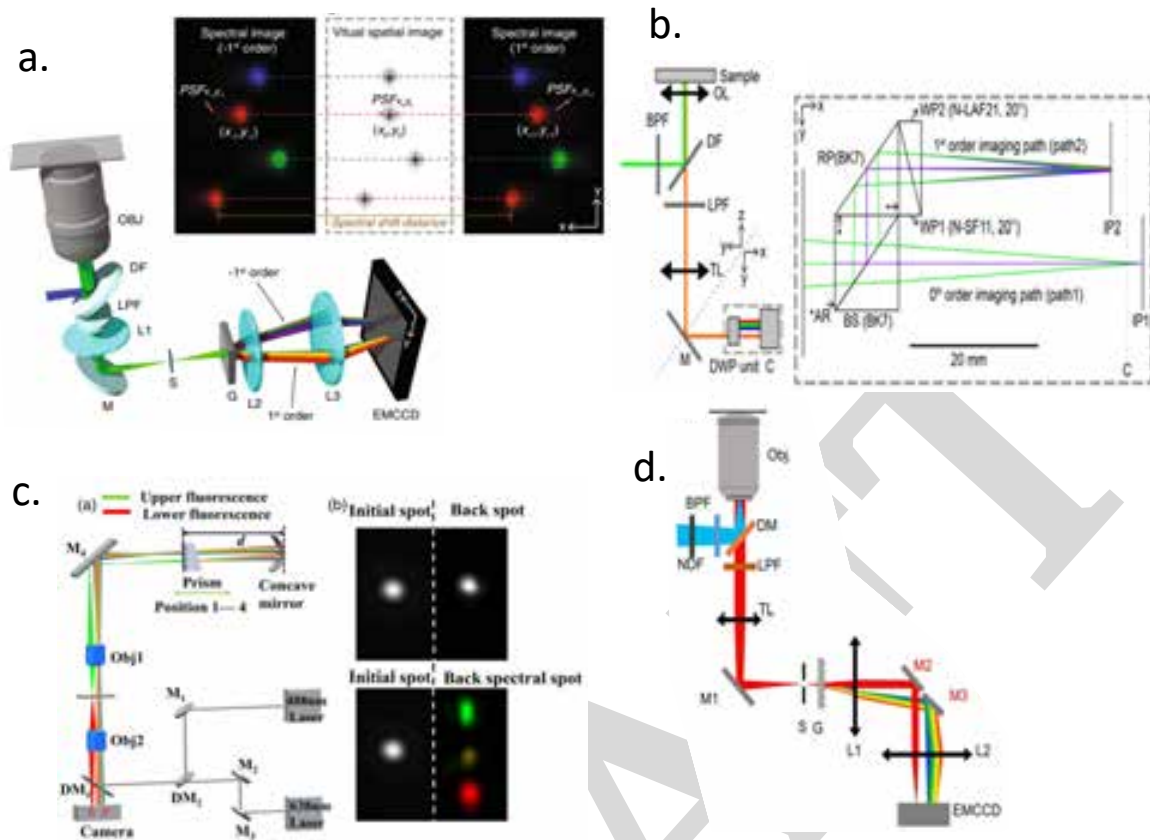 a.
Spectral image
(-1st order)
Vitual spatial image
Spectral image
(1st order)
Spectral shift distance
OBJ
DF
LPF
L1
M
S
G
L2
L3
-1st order
1st order
EMCCD
b.
Sample
OL
BPF
DF
LPF
TL
M
DWP unit C
WP2 (N-LAF21, 20°)
RP(BK7)
1st order imaging path (path2)
IP2
WP1 (N-SF11, 20°)
0th order imaging path (path1)
*AR
BS (BK7)
IP1
20 mm
C
c.
(a)
Upper fluorescence
Lower fluorescence
d
Prism
Concave
mirror
Position 1— 4
Obj1
Obj2
M1
488nm
Laser
M2
DM2
M3
638nm
Laser
Camera
(b)
Initial spot
Back spot
Initial spot
Back spectral spot
d.
Obj.
BPF
NDF
DM
LPF
TL
M1
S
G
L1
M2
M3
L2
EMCCD